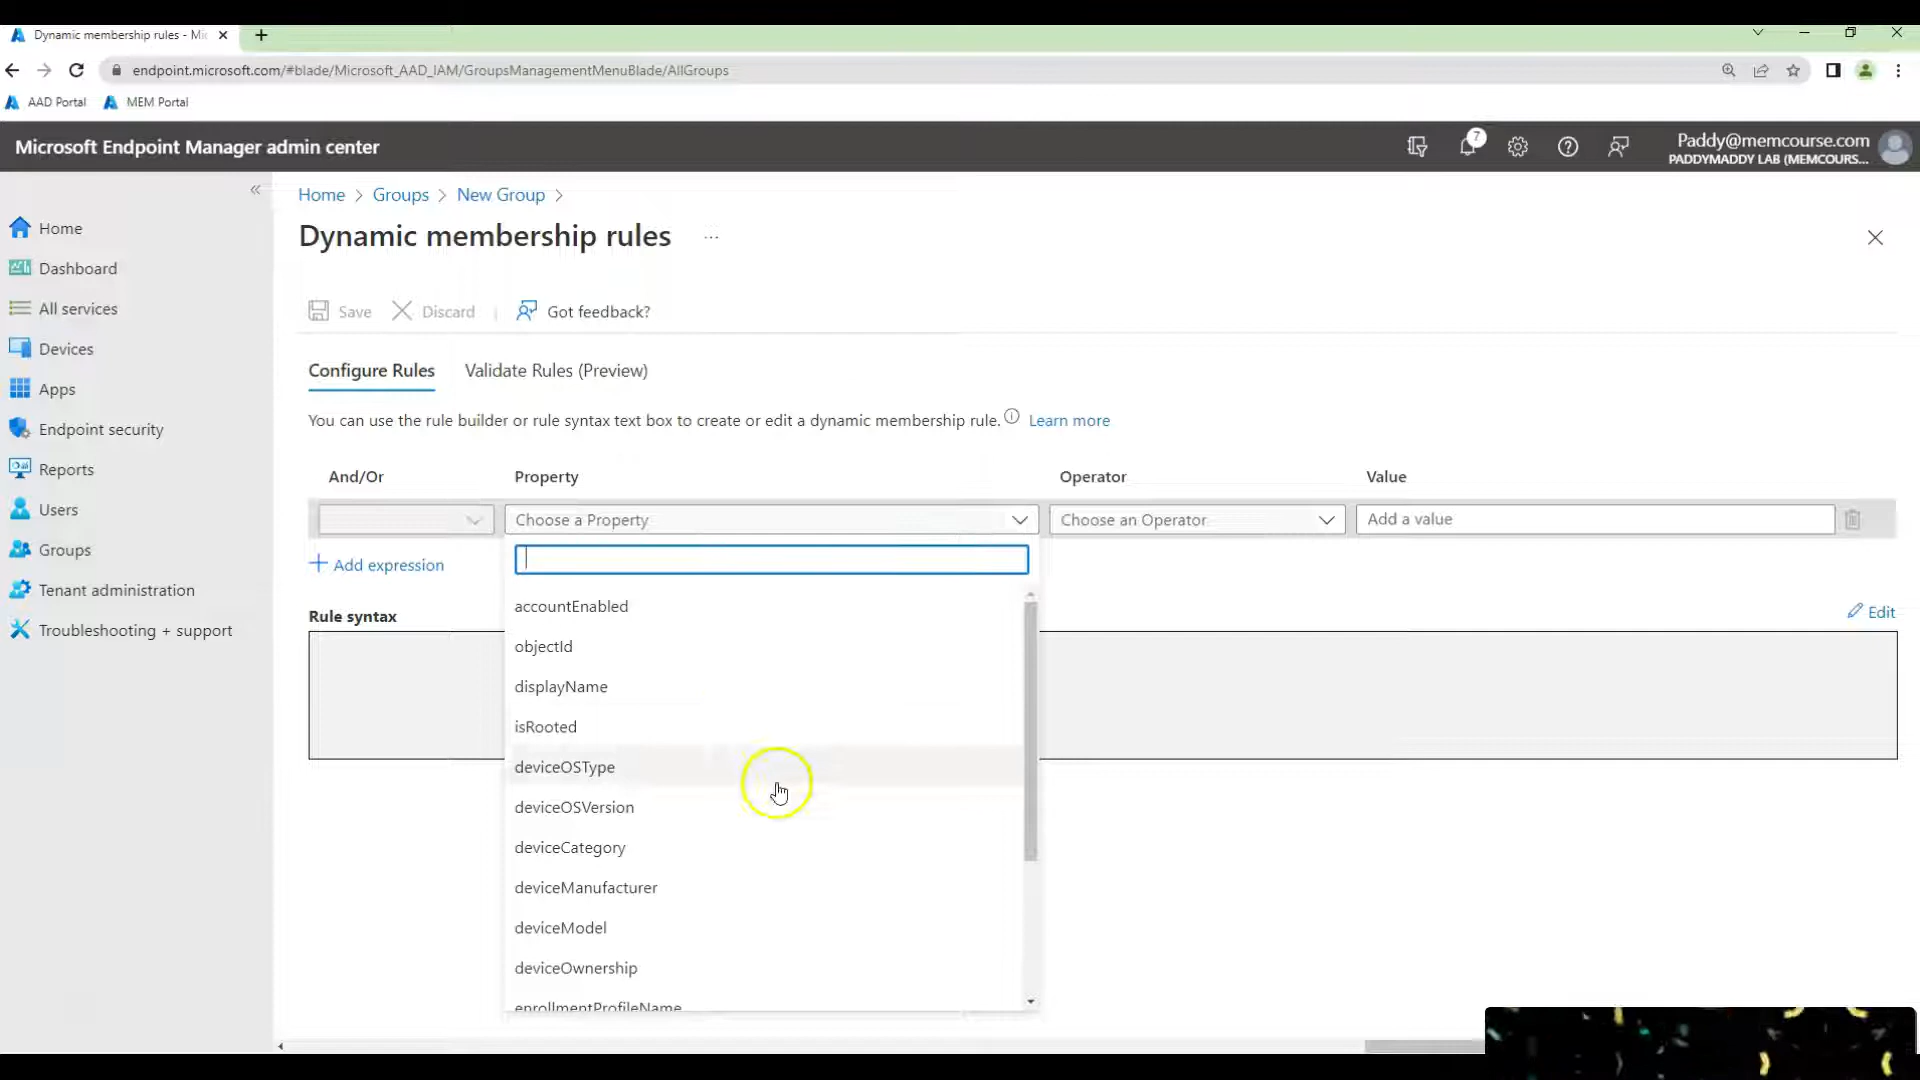 Dynamic membership rules - Mic
endpoint.microsoft.com/#blade/Microsoft_AAD_IAM/GroupsManagementMenuBlade/AllGroups
AAD Portal
MEM Portal
Microsoft Endpoint Manager admin center
7
Paddy@memcourse.com
PADDYMADDY LAB (MEMCOURS...
Home
Dashboard
All services
Devices
Apps
Endpoint security
Reports
Users
Groups
Tenant administration
Troubleshooting + support
Home > Groups > New Group >
Dynamic membership rules ...
Save
Discard
Got feedback?
Configure Rules
Validate Rules (Preview)
You can use the rule builder or rule syntax text box to create or edit a dynamic membership rule. Learn more
And/Or
Property
Operator
Value
Choose a Property
Choose an Operator
Add a value
+ Add expression
accountEnabled
objectId
displayName
isRooted
deviceOSType
deviceOSVersion
deviceCategory
deviceManufacturer
deviceModel
deviceOwnership
enrollmentProfileName
Rule syntax
Edit